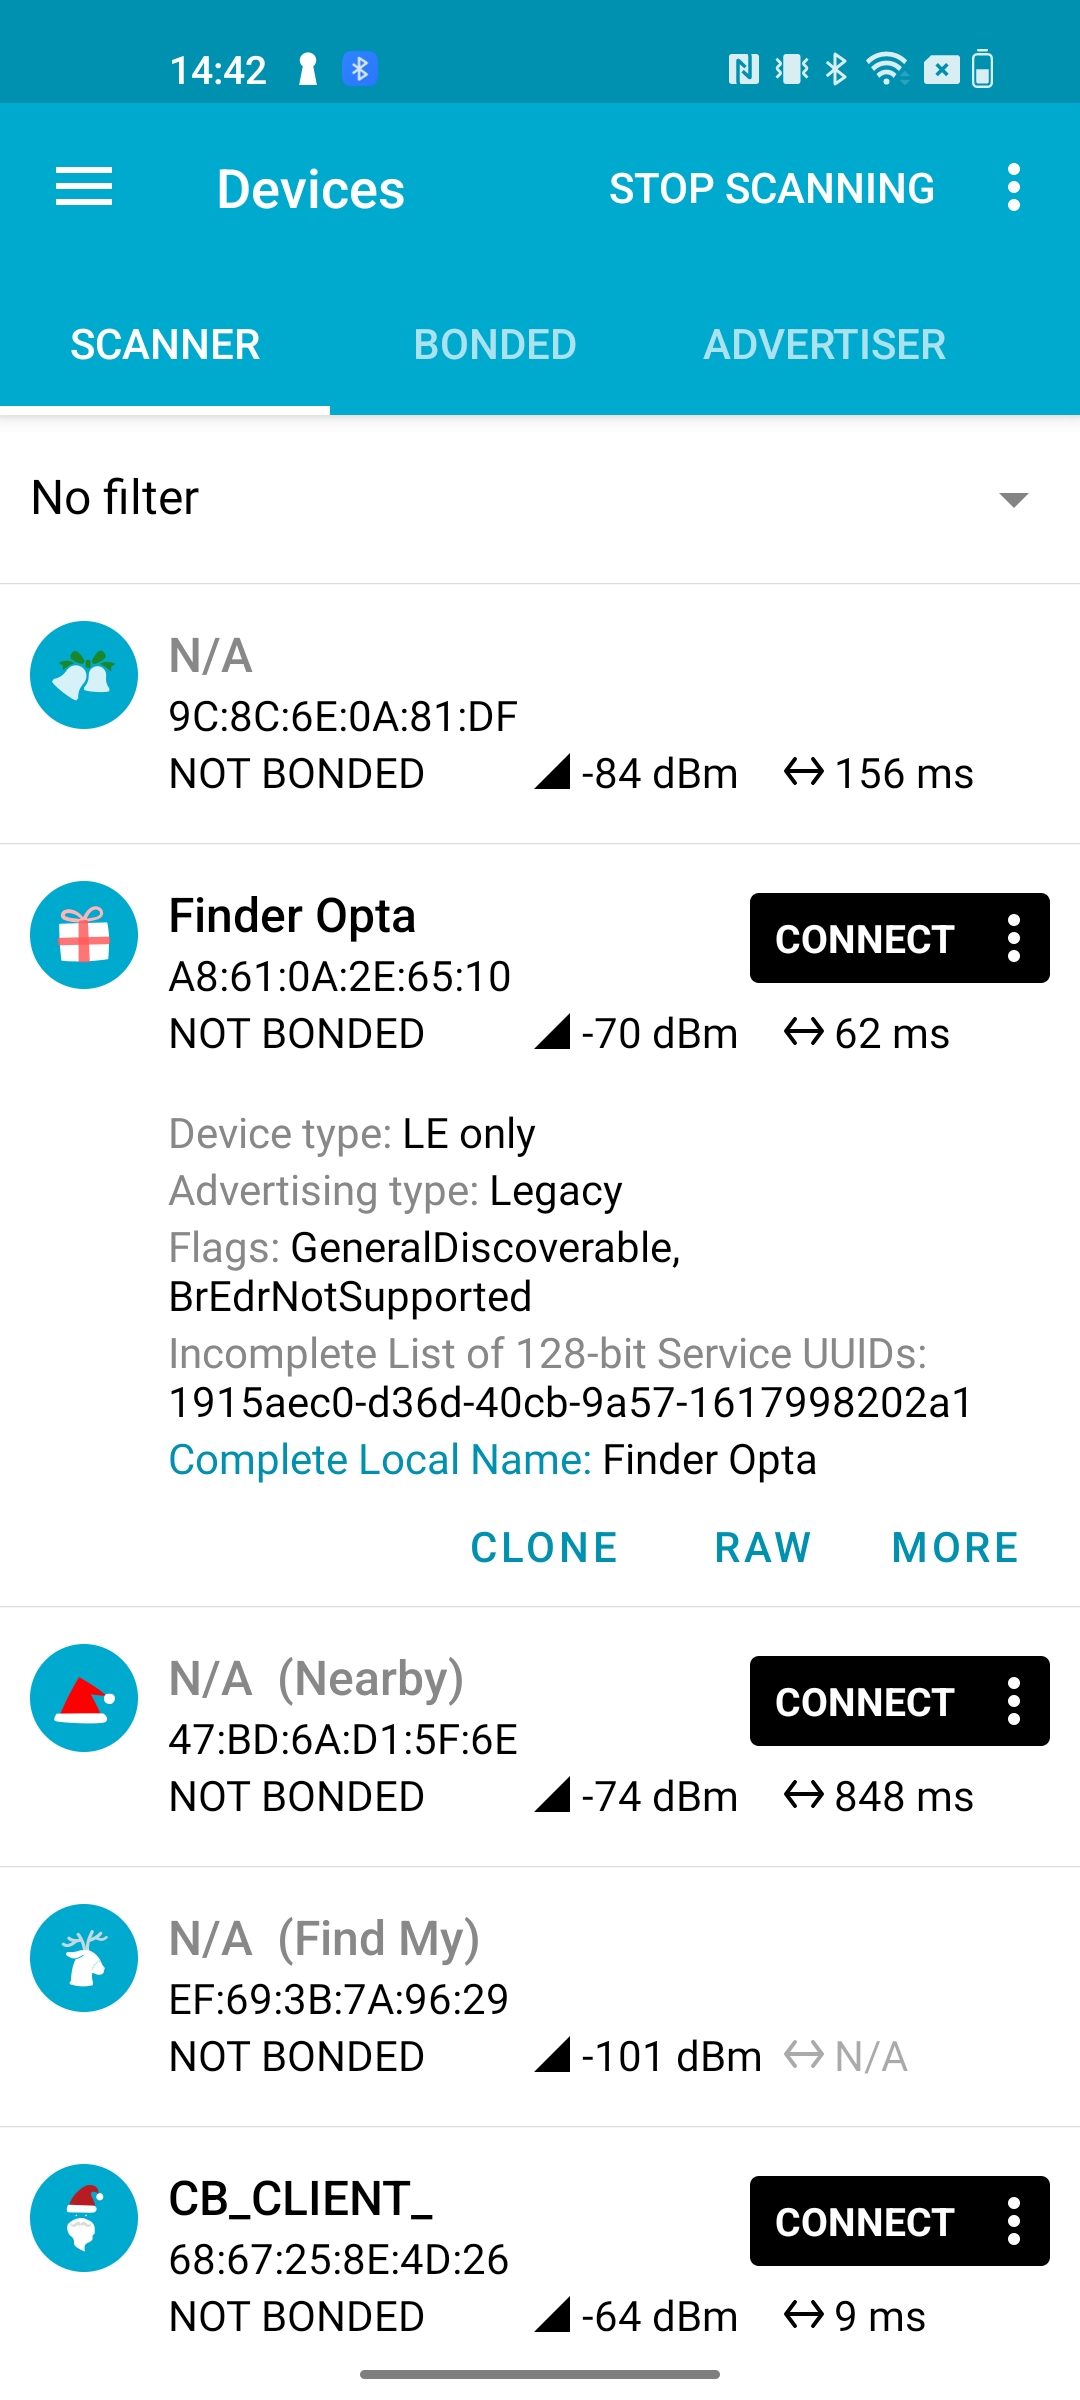 14:42
Devices
STOP SCANNING
SCANNER
BONDED
ADVERTISER
No filter
N/A
9C:8C:6E:0A:81:DF
NOT BONDED -84 dBm 156 ms
Finder Opta
CONNECT
A8:61:0A:2E:65:10
NOT BONDED -70 dBm 62 ms
Device type: LE only
Advertising type: Legacy
Flags: GeneralDiscoverable,
BrEdrNotSupported
Incomplete List of 128-bit Service UUIDs:
1915aec0-d36d-40cb-9a57-1617998202a1
Complete Local Name: Finder Opta
CLONE RAW MORE
N/A (Nearby)
CONNECT
47:BD:6A:D1:5F:6E
NOT BONDED -74 dBm 848 ms
N/A (Find My)
EF:69:3B:7A:96:29
NOT BONDED -101 dBm N/A
CB_CLIENT_
CONNECT
68:67:25:8E:4D:26
NOT BONDED -64 dBm 9 ms